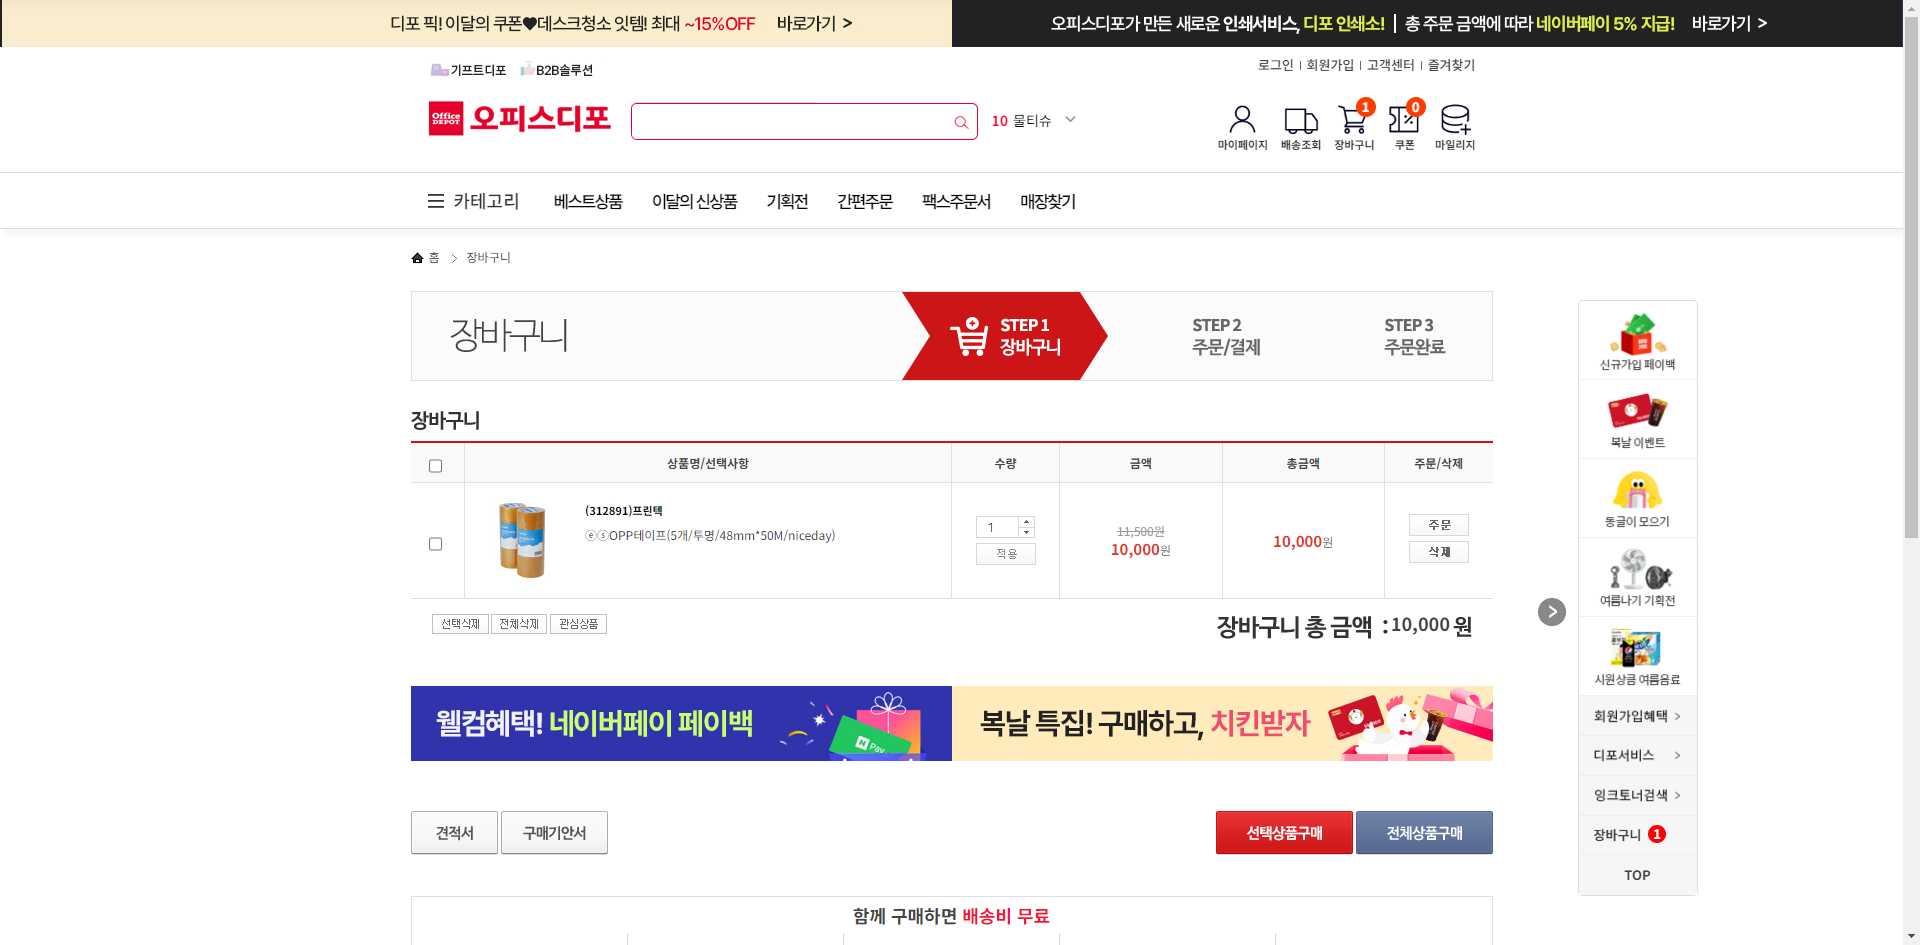 디포 픽! 이달의 쿠폰♥데스크청소 잇템! 최대 ~15%OFF 바로가기 >
오피스디포가 만든 새로운 인쇄서비스, 디포 인쇄소! | 총 주문 금액에 따라 네이버페이 5% 지급! 바로가기 >
기프트디포 B2B솔루션
로그인 | 회원가입 | 고객센터 | 즐겨찾기
Office DEPOT 오피스디포
10 물티슈
1
0
마이페이지 배송조회 장바구니 쿠폰 마일리지
카테고리 베스트상품 이달의 신상품 기획전 간편주문 팩스주문서 매장찾기
홈 > 장바구니
장바구니
STEP 1 장바구니
STEP 2 주문/결제
STEP 3 주문완료
장바구니
상품명/선택사항 수량 금액 총금액 주문/삭제
(312891)프린텍
ⓔⓢOPP테이프(5개/투명/48mm*50M/niceday)
1
적용
11,500원
10,000원
10,000원
주문
삭제
선택삭제 전체삭제 관심상품
장바구니 총 금액 : 10,000 원
웰컴혜택! 네이버페이 페이백
N Pay
복날 특집! 구매하고, 치킨받자
견적서 구매기안서
선택상품구매 전체상품구매
함께 구매하면 배송비 무료
신규가입 페이백
복날 이벤트
동글이 모으기
여름나기 기획전
시원상큼 여름음료
회원가입혜택 >
디포서비스 >
잉크토너검색 >
장바구니 1
TOP